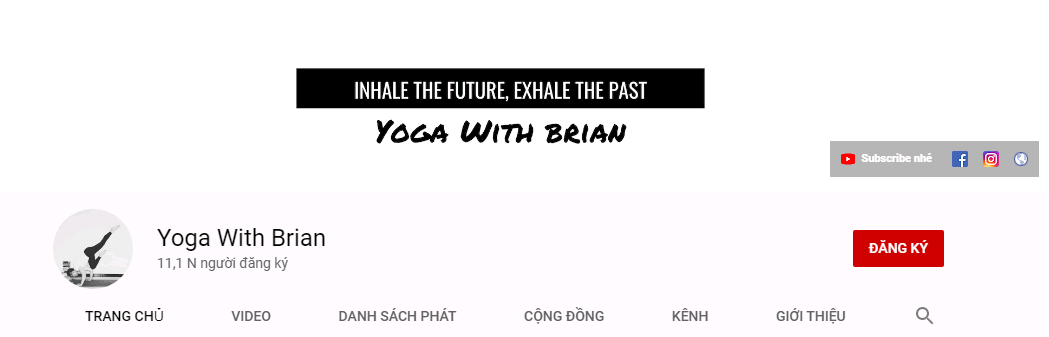 INHALE THE FUTURE, EXHALE THE PAST
YOGA WITH BRIAN
Subscribe nhé
Yoga With Brian
11,1 N người đăng ký
ĐĂNG KÝ
TRANG CHỦ VIDEO DANH SÁCH PHÁT CỘNG ĐỒNG KÊNH GIỚI THIỆU